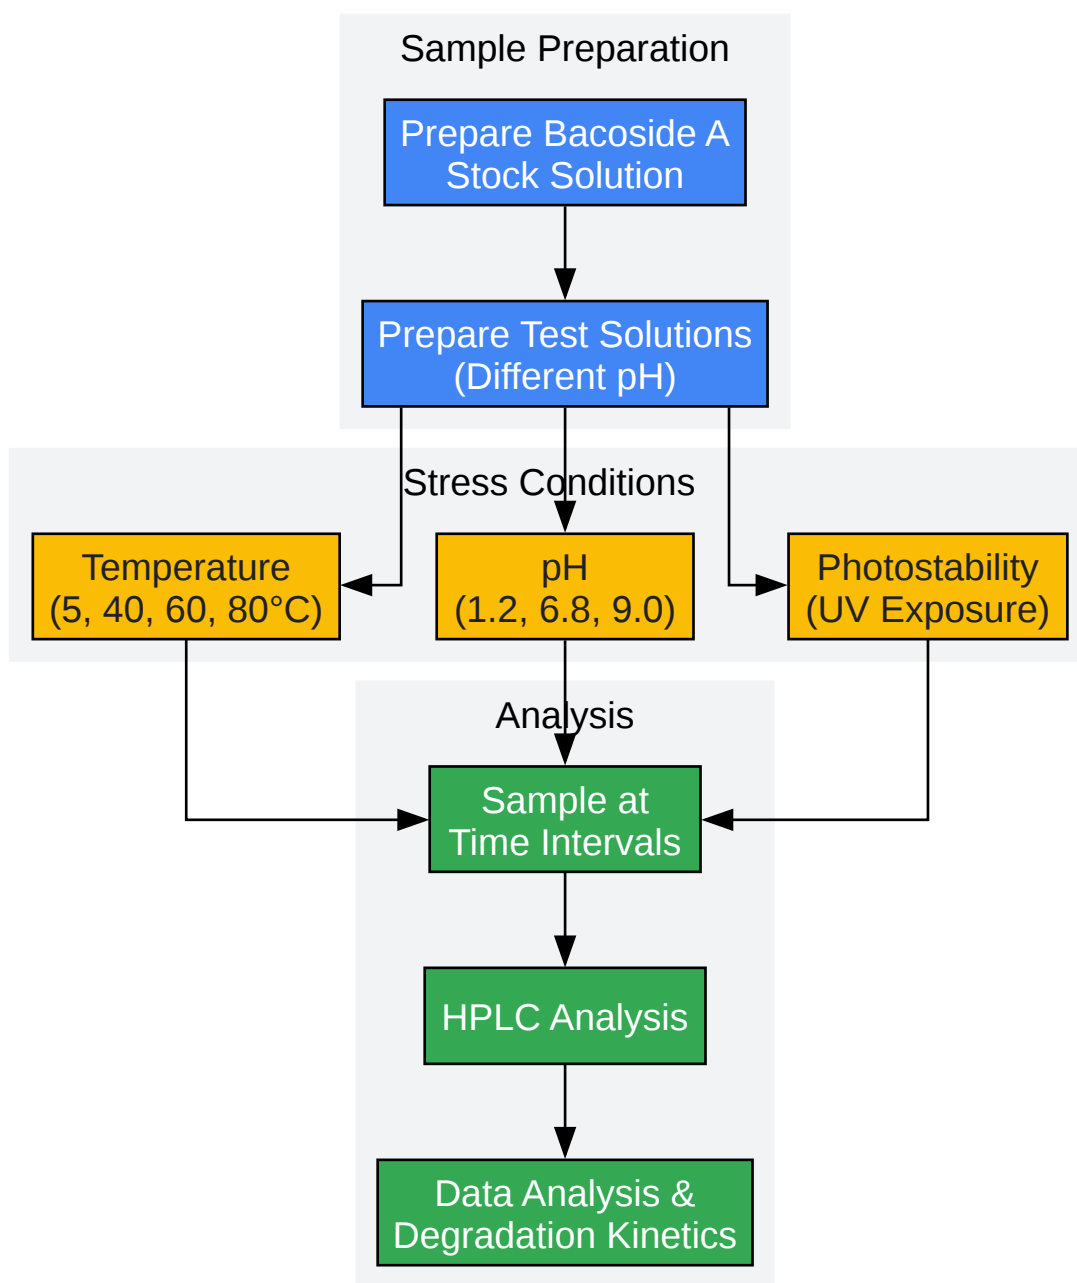 Sample Preparation
Prepare Bacoside A
Stock Solution
Prepare Test Solutions
(Different pH)
Stress Conditions
Temperature
(5, 40, 60, 80°C)
pH
(1.2, 6.8, 9.0)
Photostability
(UV Exposure)
Analysis
Sample at
Time Intervals
HPLC Analysis
Data Analysis &
Degradation Kinetics